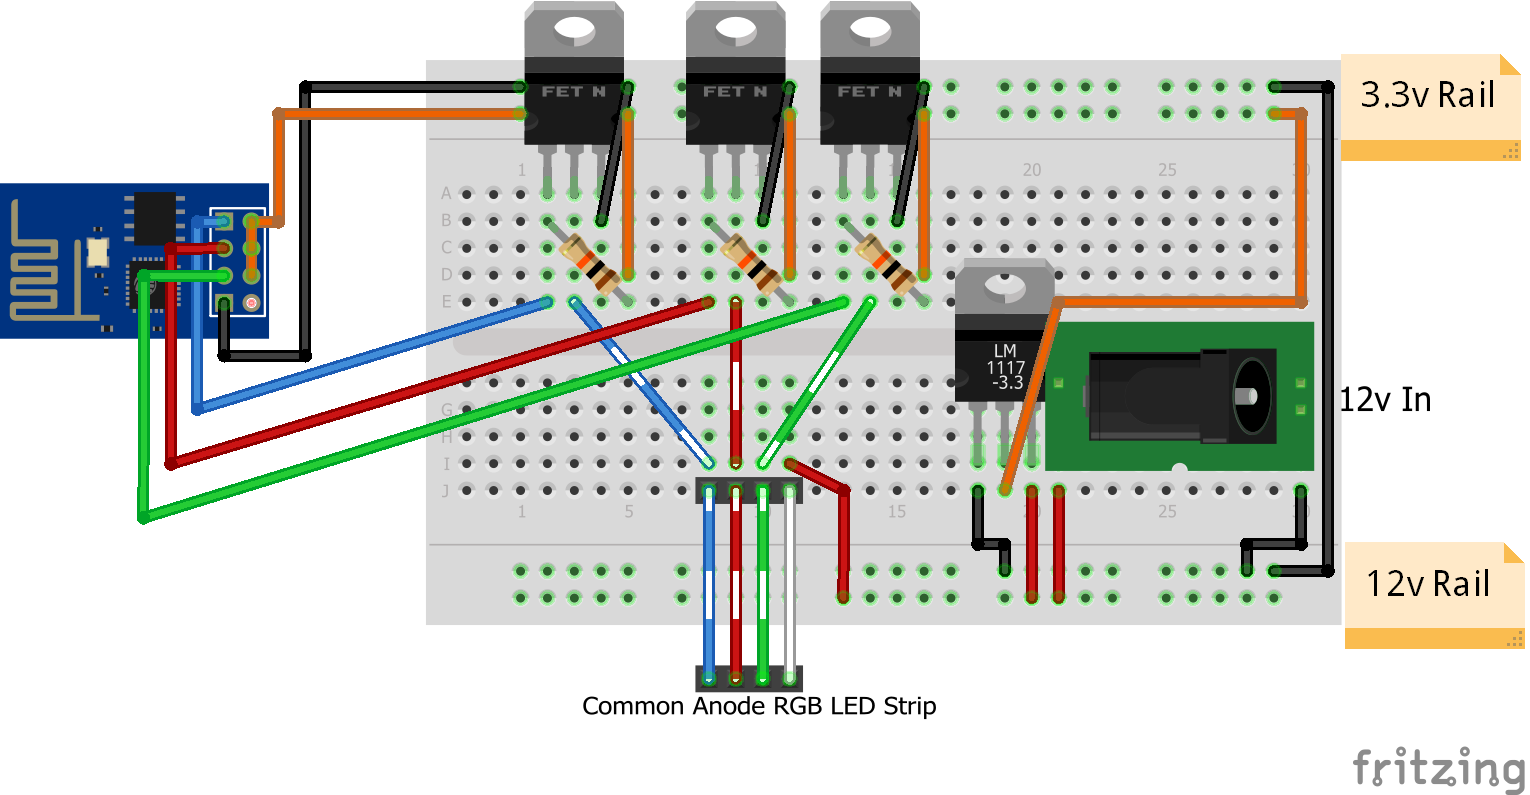 FET N FET N FET N
3.3v Rail
1 20 25
A
B
C
D
E
LM
1117
-3.3
12v In
G
H
I
J
1 5 15 25
12v Rail
Common Anode RGB LED Strip
fritzing